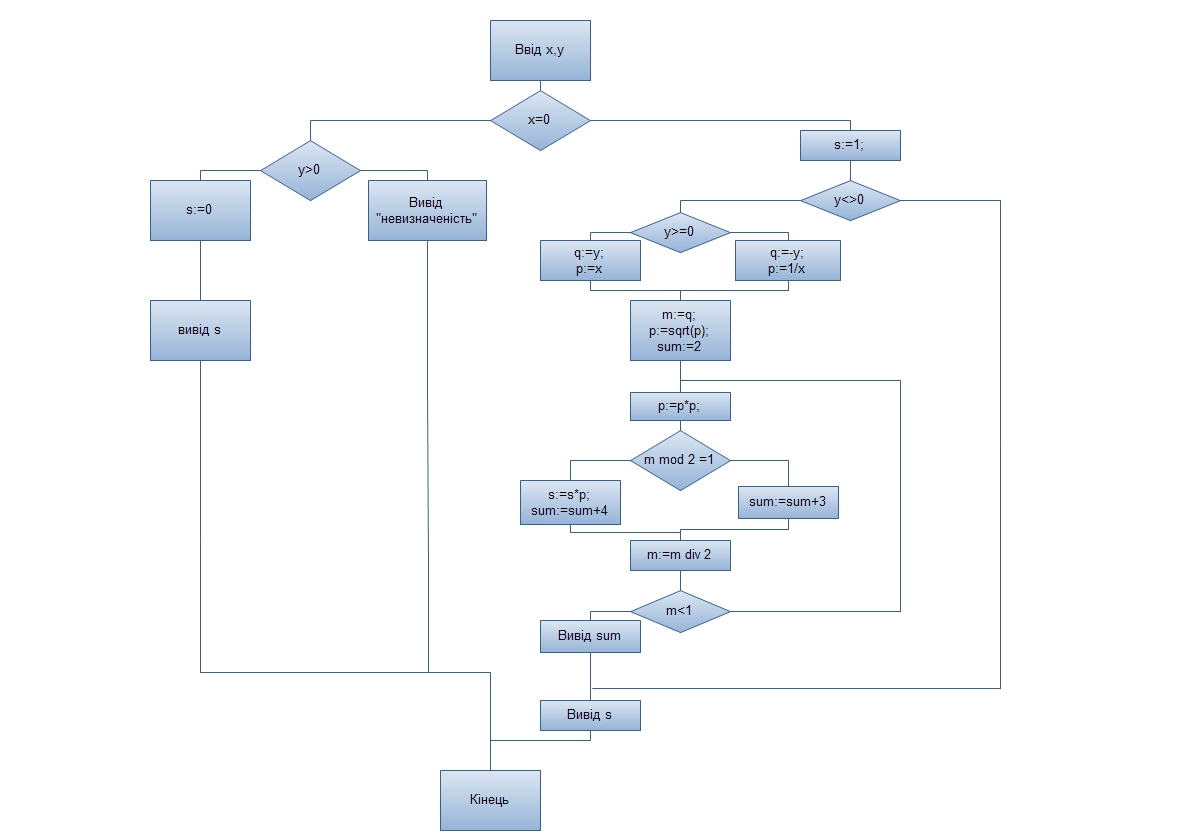 Ввід x,y
x=0
y>0
s:=0
Вивід
"невизначеність"
вивід s
s:=1;
y<>0
y>=0
q:=y;
p:=x
q:=-y;
p:=1/x
m:=q;
p:=sqrt(p);
sum:=2
p:=p*p;
m mod 2 =1
s:=s*p;
sum:=sum+4
sum:=sum+3
m:=m div 2
m<1
Вивід sum
Вивід s
Кінець